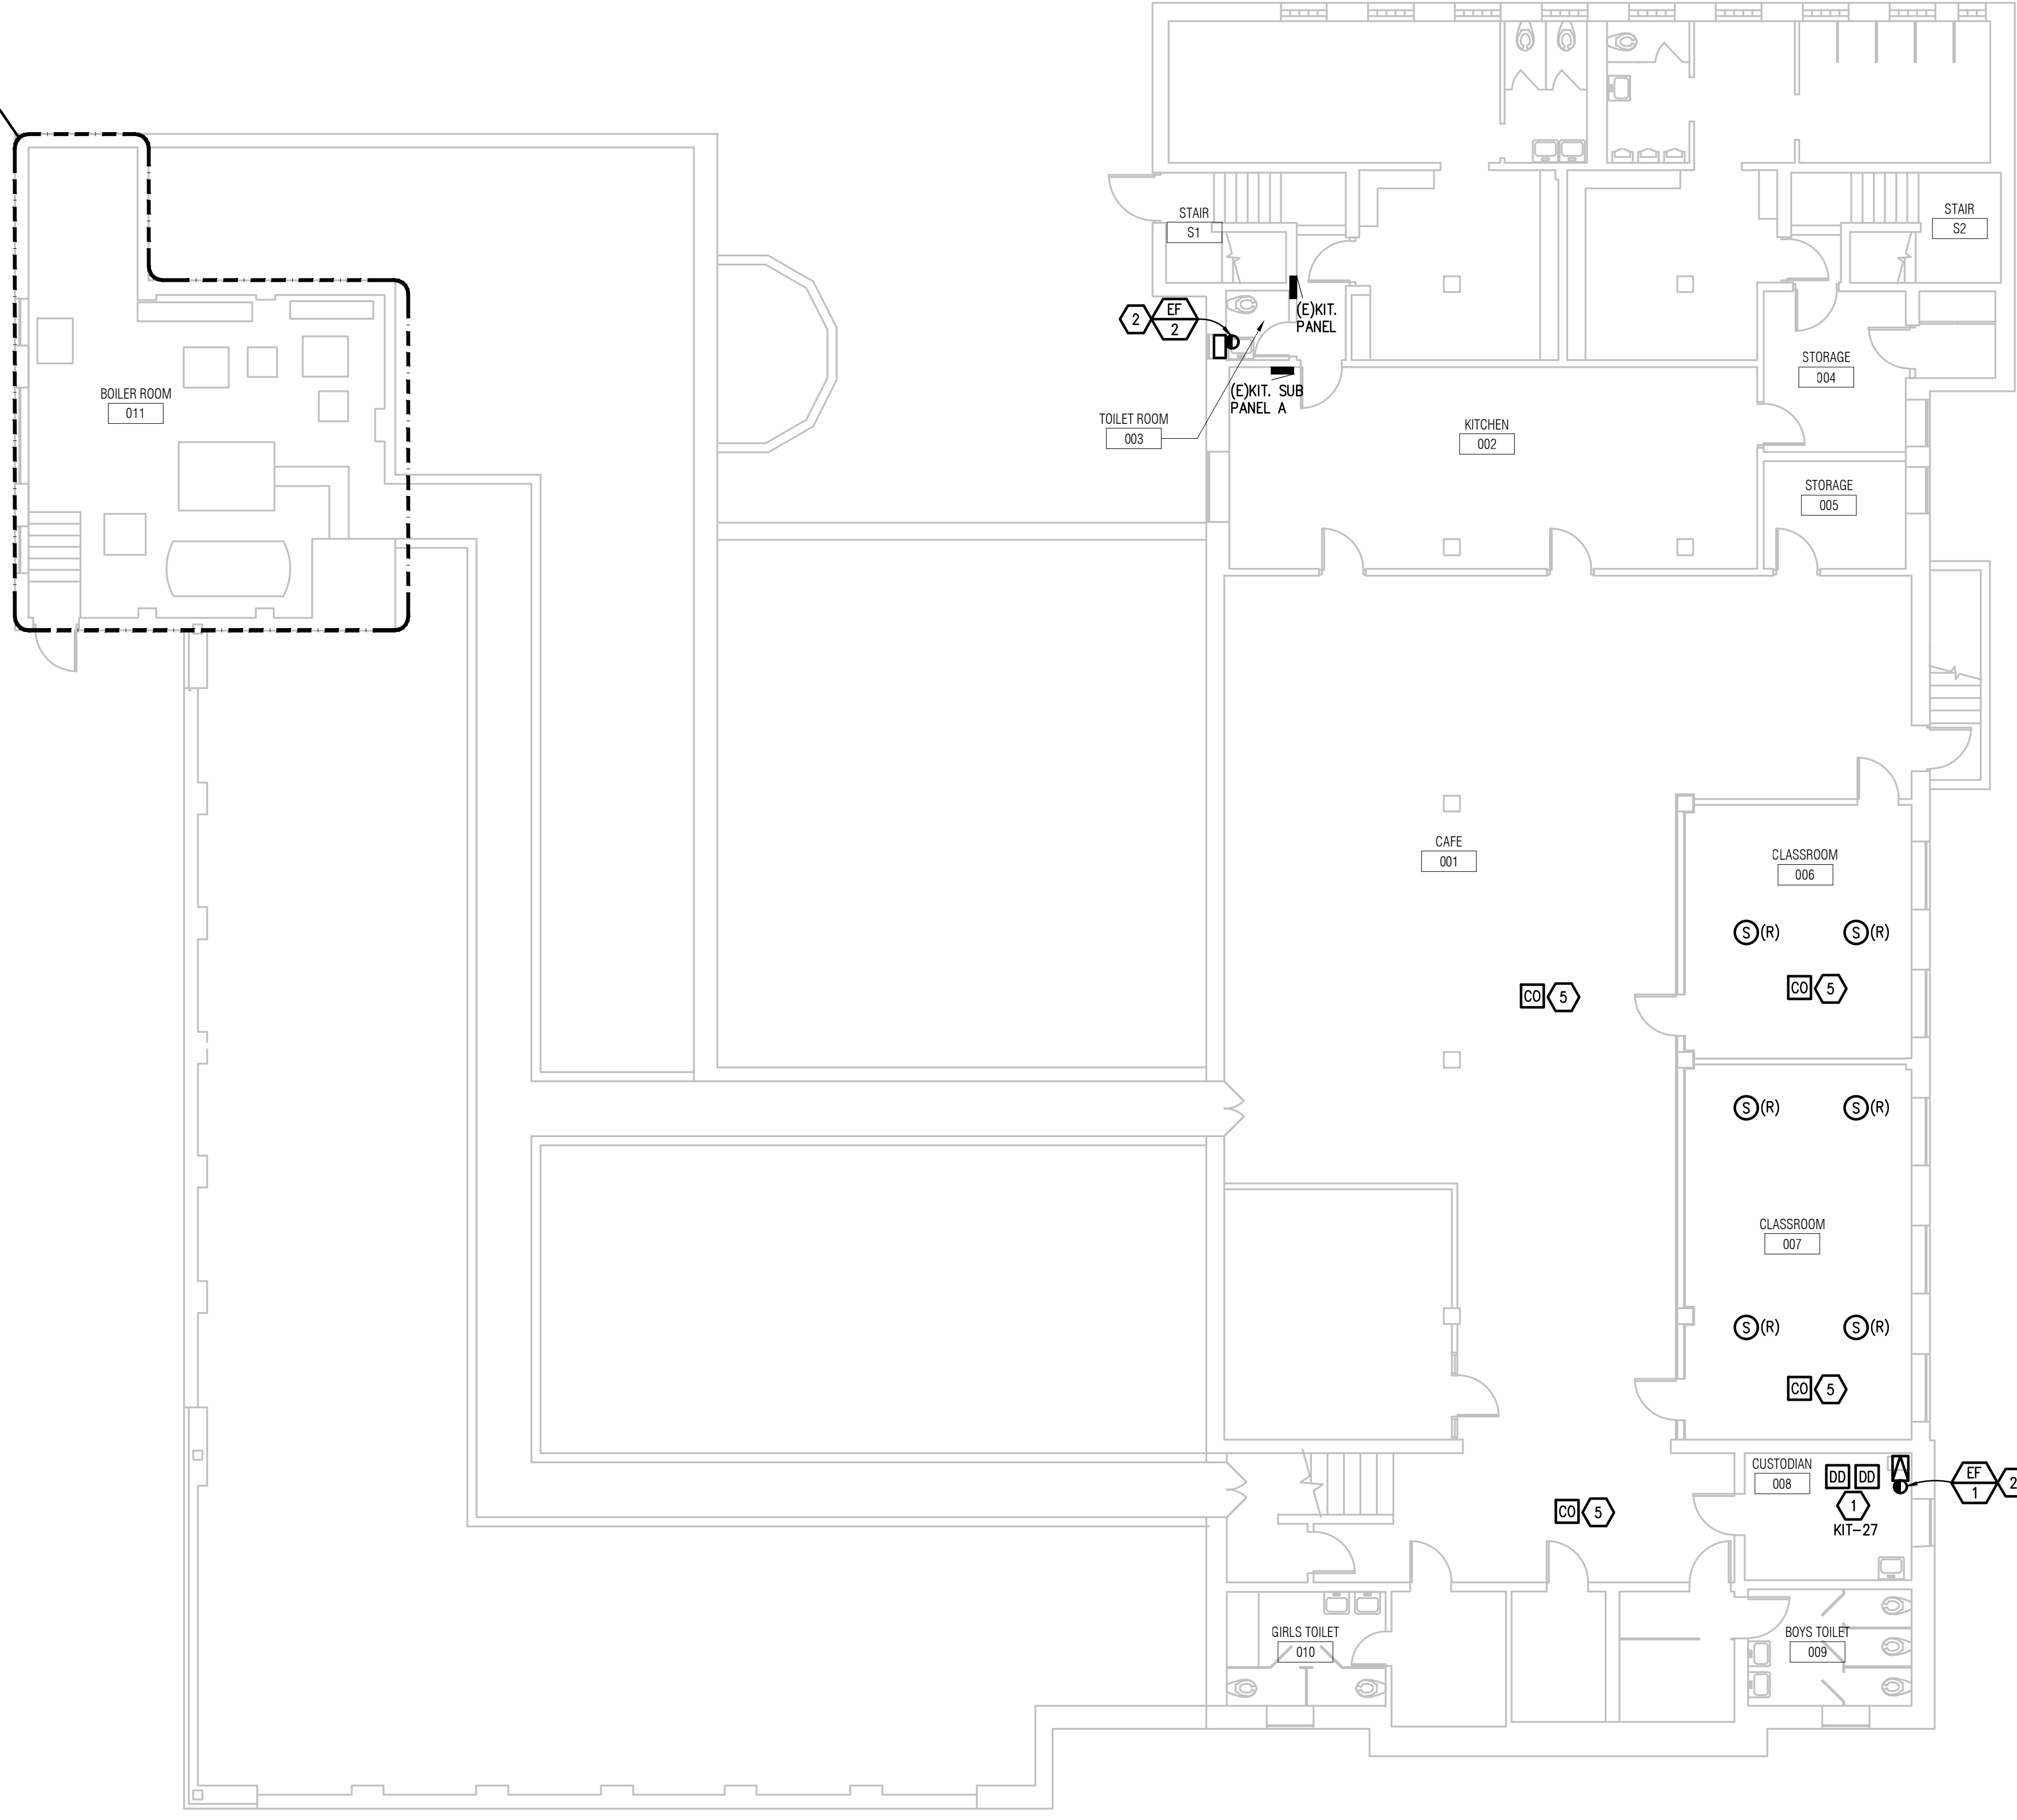 STAIR
S1
STAIR
S2
EF
2
2
(E)KIT.
PANEL
STORAGE
004
(E)KIT. SUB
PANEL A
BOILER ROOM
011
TOILET ROOM
003
KITCHEN
002
STORAGE
005
CAFE
001
CLASSROOM
006
S (R)
S (R)
CO 5
CO 5
S (R)
S (R)
CLASSROOM
007
S (R)
S (R)
CO 5
CUSTODIAN
008
DD DD
1
KIT-27
EF
1
2
CO 5
GIRLS TOILET
010
BOYS TOILET
009